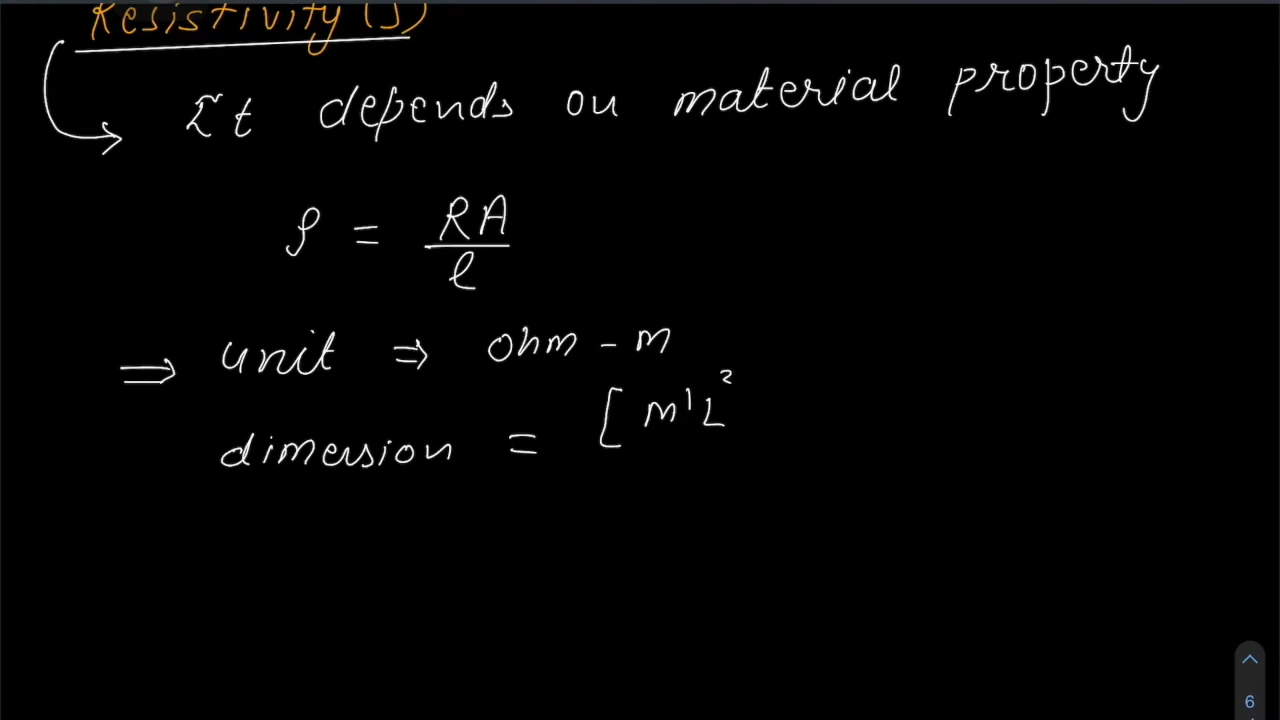 Resistivity (ρ)
It depends on material property
ρ = RA/l
⇒ unit ⇒ ohm - m
dimension = [ M¹L²
6